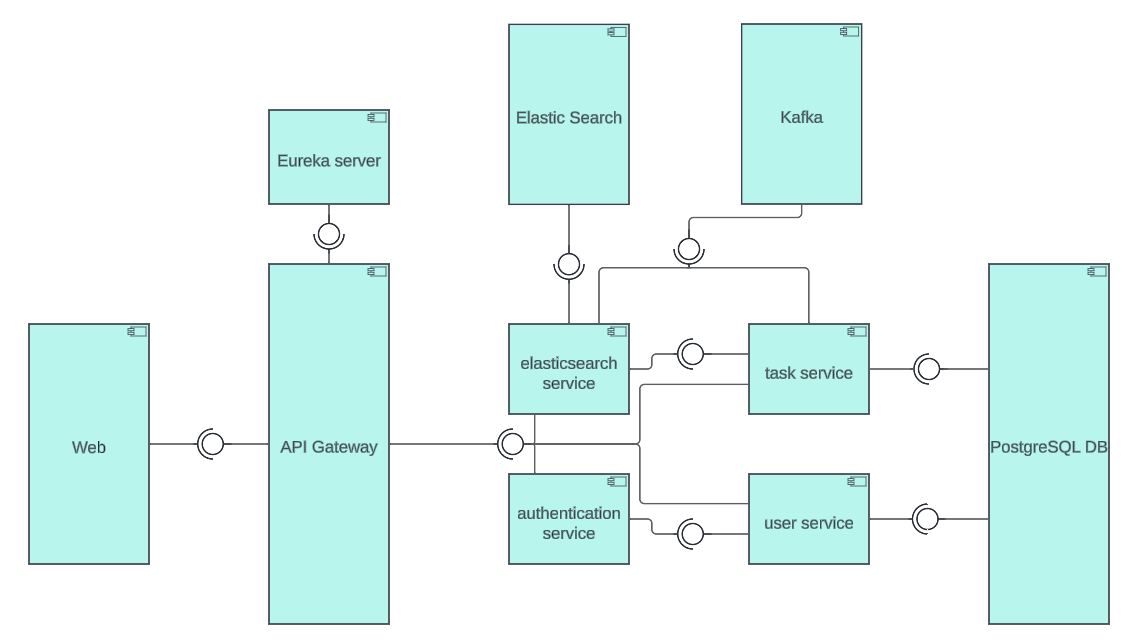 Elastic Search
Kafka
Eureka server
elasticsearch
service
task service
Web
API Gateway
PostgreSQL DB
authentication
service
user service